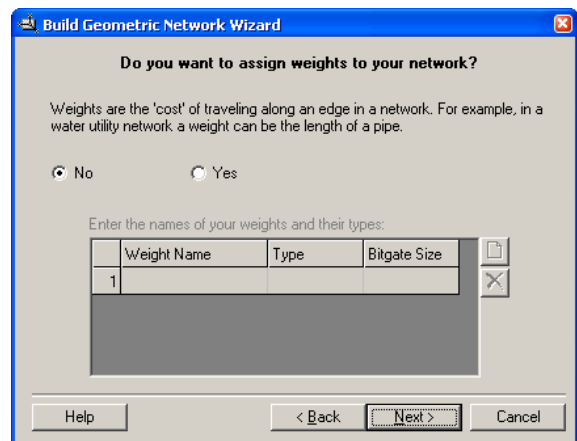 Build Geometric Network Wizard
Do you want to assign weights to your network?
Weights are the 'cost' of traveling along an edge in a network. For example, in a
water utility network a weight can be the length of a pipe.
No Yes
Enter the names of your weights and their types:
Weight Name Type Bitgate Size
1
Help < Back Next > Cancel